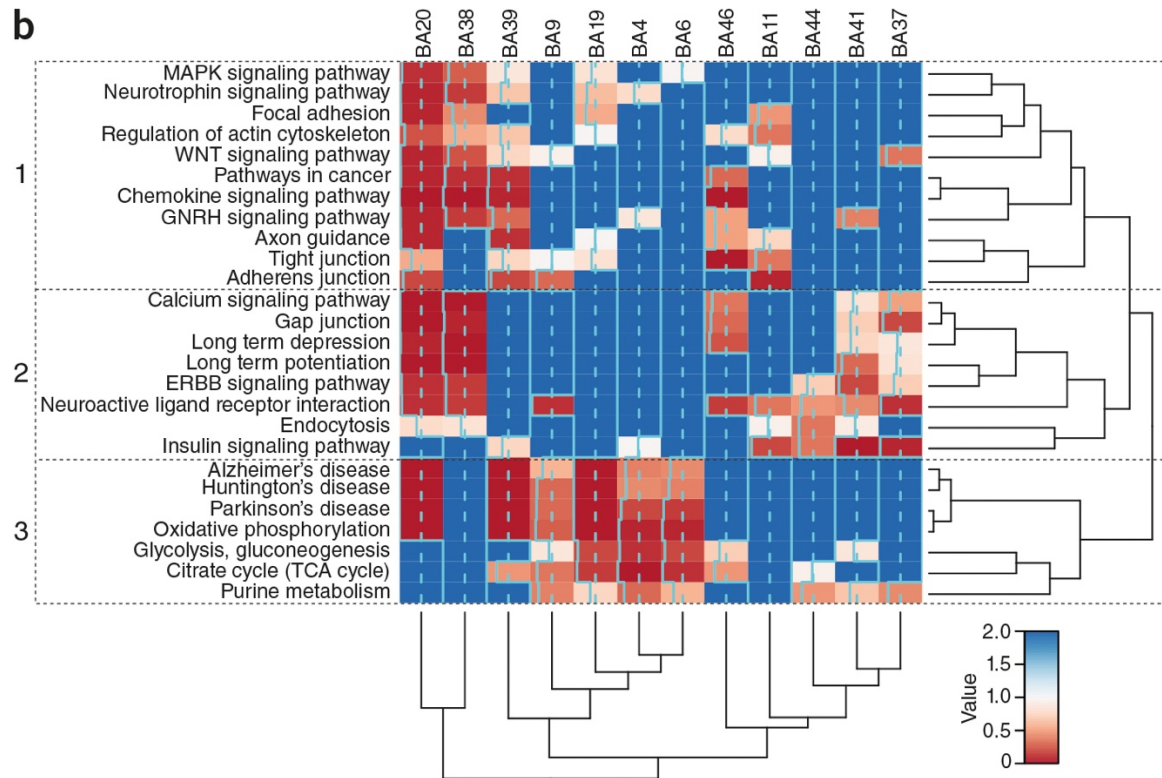 b
BA20 BA38 BA39 BA9 BA19 BA4 BA6 BA46 BA11 BA44 BA41 BA37
1
MAPK signaling pathway
Neurotrophin signaling pathway
Focal adhesion
Regulation of actin cytoskeleton
WNT signaling pathway
Pathways in cancer
Chemokine signaling pathway
GNRH signaling pathway
Axon guidance
Tight junction
Adherens junction
2
Calcium signaling pathway
Gap junction
Long term depression
Long term potentiation
ERBB signaling pathway
Neuroactive ligand receptor interaction
Endocytosis
Insulin signaling pathway
3
Alzheimer's disease
Huntington's disease
Parkinson's disease
Oxidative phosphorylation
Glycolysis, gluconeogenesis
Citrate cycle (TCA cycle)
Purine metabolism
Value
2.0
1.5
1.0
0.5
0